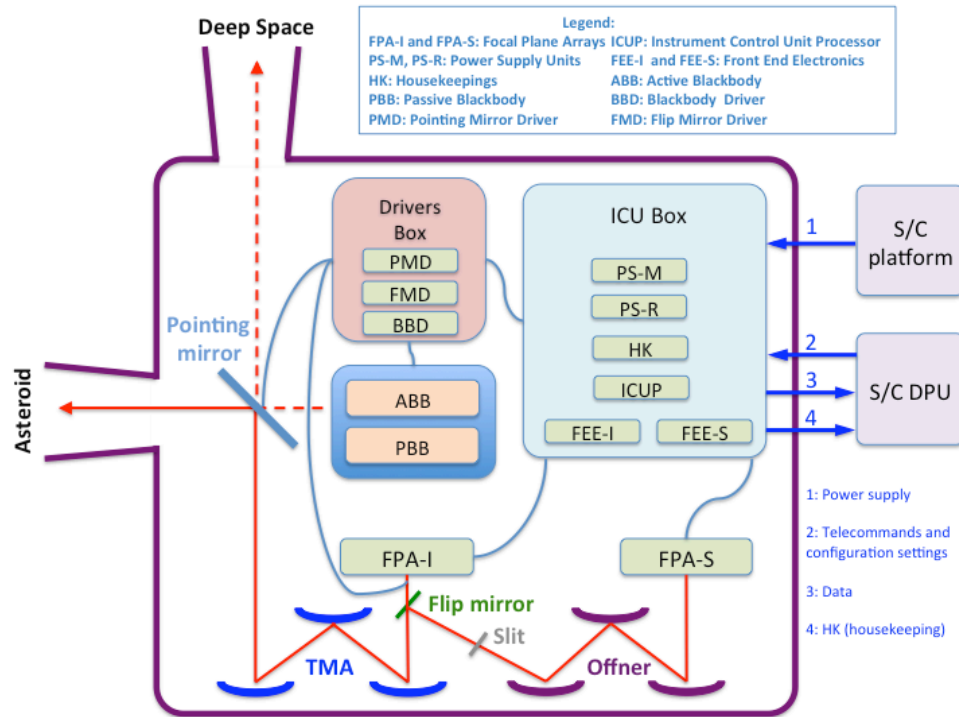 Deep Space
Legend:
FPA-I and FPA-S: Focal Plane Arrays ICUP: Instrument Control Unit Processor
PS-M, PS-R: Power Supply Units FEE-I and FEE-S: Front End Electronics
HK: Housekeepings ABB: Active Blackbody
PBB: Passive Blackbody BBD: Blackbody Driver
PMD: Pointing Mirror Driver FMD: Flip Mirror Driver
Drivers
Box
PMD
FMD
BBD
ICU Box
PS-M
PS-R
HK
ICUP
FEE-I FEE-S
1
S/C
platform
2
3
4
S/C DPU
Pointing
mirror
Asteroid
ABB
PBB
1: Power supply
2: Telecommands and
configuration settings
3: Data
4: HK (housekeeping)
FPA-I
FPA-S
Flip mirror
Slit
TMA
Offner